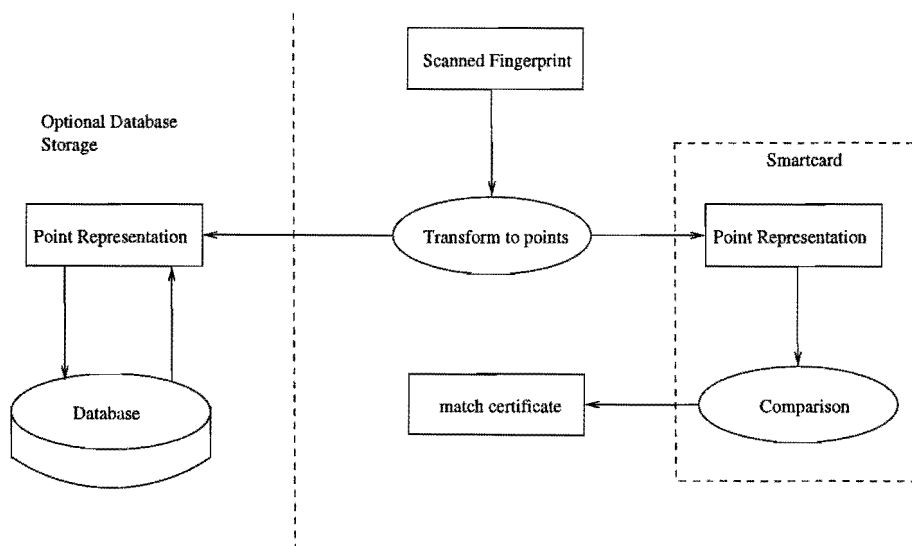 Scanned Fingerprint
Optional Database
Storage
Smartcard
Point Representation
Transform to points
Point Representation
Database
match certificate
Comparison